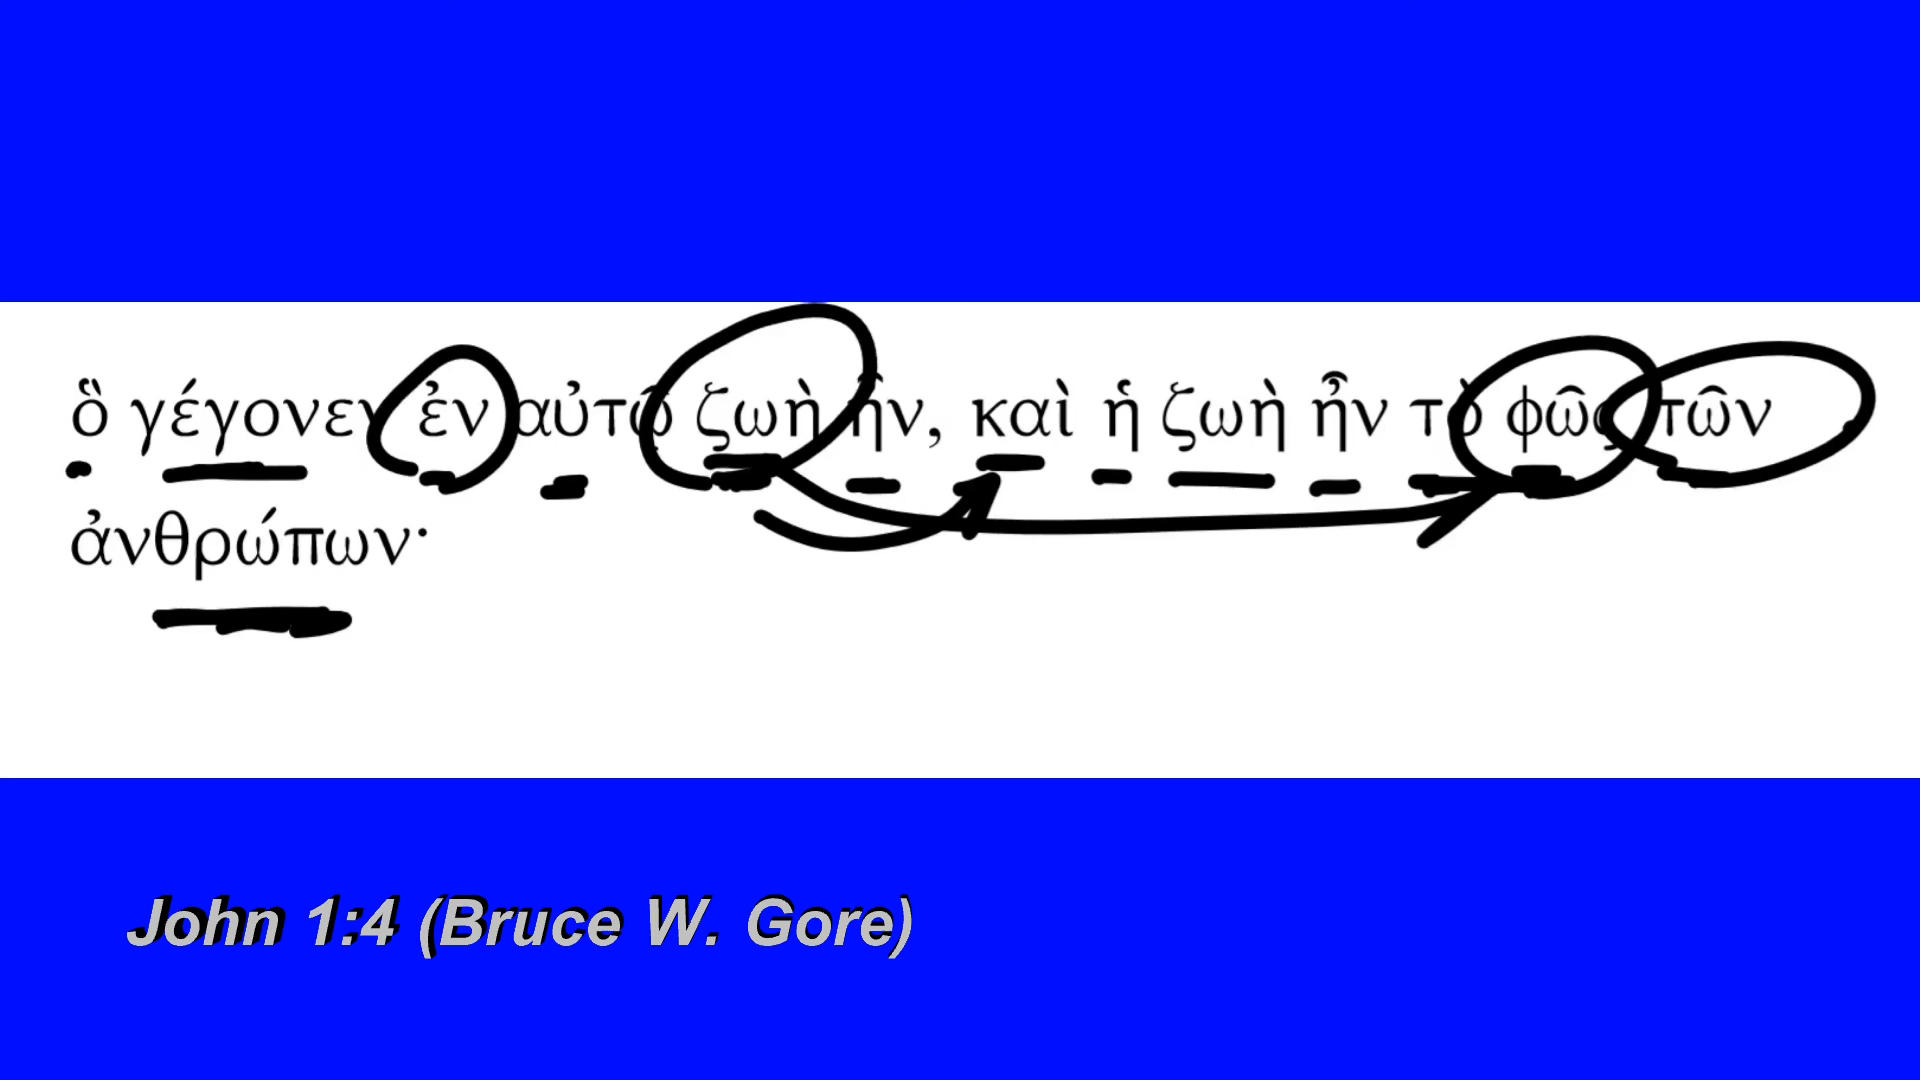 ὃ γέγονεν ἐν αὐτῷ ζωὴ ἦν, καὶ ἡ ζωὴ ἦν τὸ φῶς τῶν
ἀνθρώπων·
John 1:4 (Bruce W. Gore)